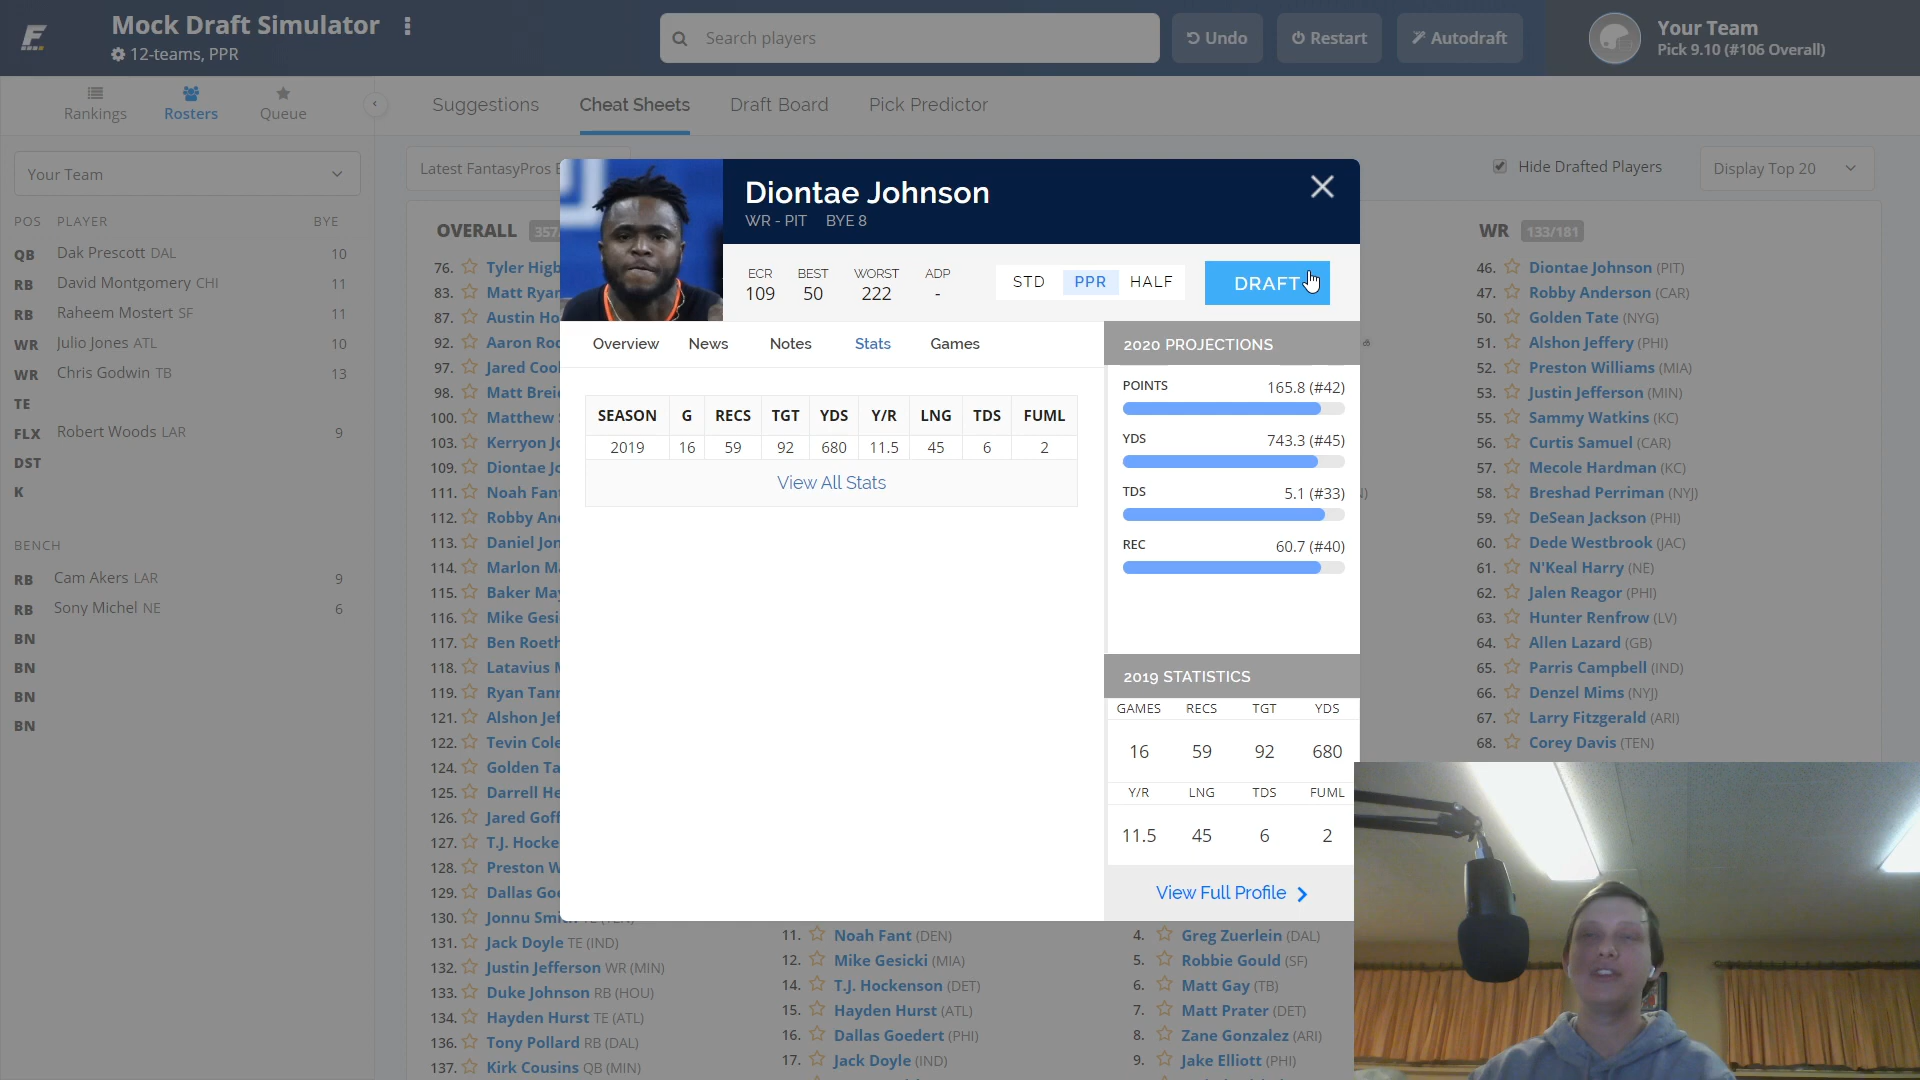 Mock Draft Simulator
12-teams, PPR
Search players
Undo
Restart
Autodraft
Your Team
Pick 9.10 (#106 Overall)
Rankings
Rosters
Queue
Suggestions
Cheat Sheets
Draft Board
Pick Predictor
Your Team
Latest FantasyPros
Hide Drafted Players
Display Top 20
POS PLAYER BYE
QB Dak Prescott DAL 10
RB David Montgomery CHI 11
RB Raheem Mostert SF 11
WR Julio Jones ATL 10
WR Chris Godwin TB 13
TE
FLX Robert Woods LAR 9
DST
K
BENCH
RB Cam Akers LAR 9
RB Sony Michel NE 6
BN
BN
BN
BN
OVERALL 357
76. Tyler Higb
83. Matt Ryan
87. Austin Ho
92. Aaron Rod
97. Jared Coo
98. Matt Brei
100. Matthew
103. Kerryon Jo
109. Diontae Jo
111. Noah Fan
112. Robby An
113. Daniel Jon
114. Marlon M
115. Baker May
116. Mike Gesi
117. Ben Roeth
118. Latavius M
119. Ryan Tann
121. Alshon Jef
122. Tevin Cole
124. Golden Ta
125. Darrell He
126. Jared Goff
127. T.J. Hocke
128. Preston W
129. Dallas Goe
130. Jonnu Smi
131. Jack Doyle TE (IND)
132. Justin Jefferson WR (MIN)
133. Duke Johnson RB (HOU)
134. Hayden Hurst TE (ATL)
136. Tony Pollard RB (DAL)
137. Kirk Cousins QB (MIN)
Diontae Johnson
WR - PIT BYE 8
ECR BEST WORST ADP
109 50 222 -
STD PPR HALF
DRAFT
Overview News Notes Stats Games
SEASON G RECS TGT YDS Y/R LNG TDS FUML
2019 16 59 92 680 11.5 45 6 2
View All Stats
2020 PROJECTIONS
POINTS 165.8 (#42)
YDS 743.3 (#45)
TDS 5.1 (#33)
REC 60.7 (#40)
2019 STATISTICS
GAMES RECS TGT YDS
16 59 92 680
Y/R LNG TDS FUML
11.5 45 6 2
View Full Profile
11. Noah Fant (DEN)
12. Mike Gesicki (MIA)
14. T.J. Hockenson (DET)
15. Hayden Hurst (ATL)
16. Dallas Goedert (PHI)
17. Jack Doyle (IND)
4. Greg Zuerlein (DAL)
5. Robbie Gould (SF)
6. Matt Gay (TB)
7. Matt Prater (DET)
8. Zane Gonzalez (ARI)
9. Jake Elliott (PHI)
WR 133/181
46. Diontae Johnson (PIT)
47. Robby Anderson (CAR)
50. Golden Tate (NYG)
51. Alshon Jeffery (PHI)
52. Preston Williams (MIA)
53. Justin Jefferson (MIN)
55. Sammy Watkins (KC)
56. Curtis Samuel (CAR)
57. Mecole Hardman (KC)
58. Breshad Perriman (NYJ)
59. DeSean Jackson (PHI)
60. Dede Westbrook (JAC)
61. N'Keal Harry (NE)
62. Jalen Reagor (PHI)
63. Hunter Renfrow (LV)
64. Allen Lazard (GB)
65. Parris Campbell (IND)
66. Denzel Mims (NYJ)
67. Larry Fitzgerald (ARI)
68. Corey Davis (TEN)